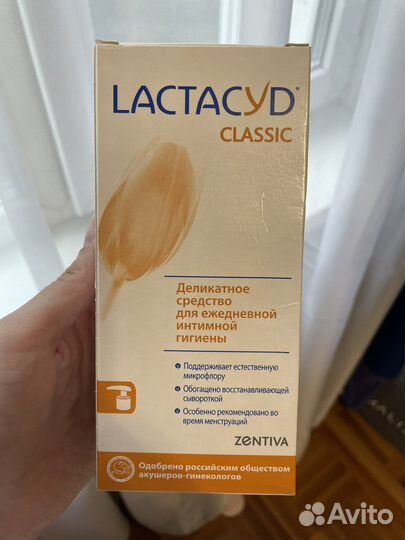 LACTACYD®
CLASSIC
Деликатное
средство
для ежедневной
интимной
гигиены
Поддерживает естественную
микрофлору
Обогащено восстанавливающей
сывороткой
Особенно рекомендовано во
время менструаций
ZENTIVA
Одобрено российским обществом
акушеров-гинекологов
Avito